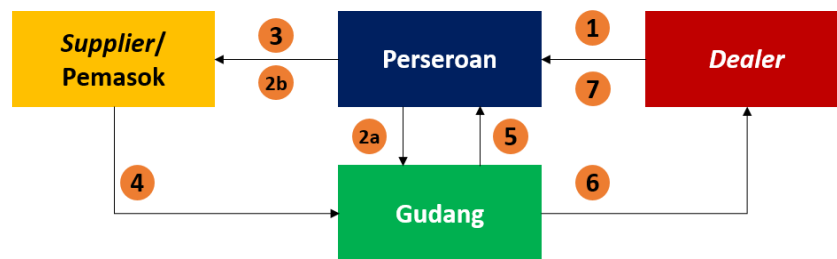 Supplier/
Pemasok
3
2b
Perseroan
1
7
Dealer
2a
5
4
Gudang
6